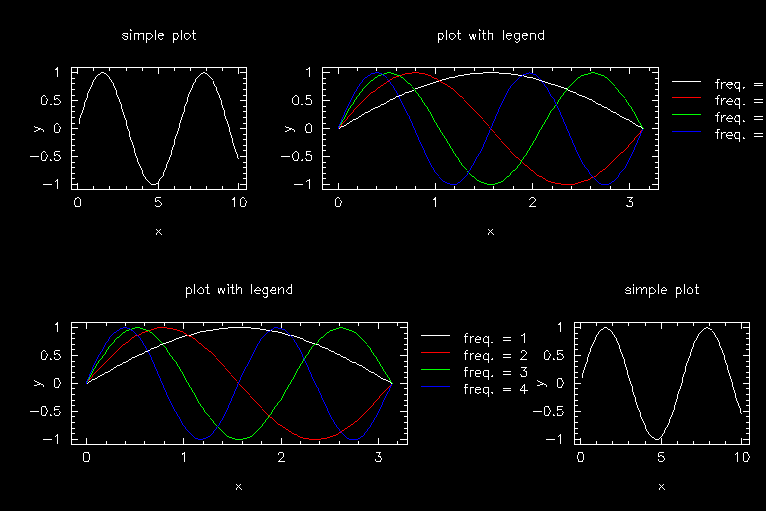 simple plot
plot with legend
1
0.5
0
−0.5
−1
y
0
5
10
x
1
0.5
0
−0.5
−1
y
0
1
2
3
x
freq. =
freq. =
freq. =
freq. =
plot with legend
simple plot
1
0.5
0
−0.5
−1
y
0
1
2
3
x
freq. = 1
freq. = 2
freq. = 3
freq. = 4
1
0.5
0
−0.5
−1
y
0
5
10
x